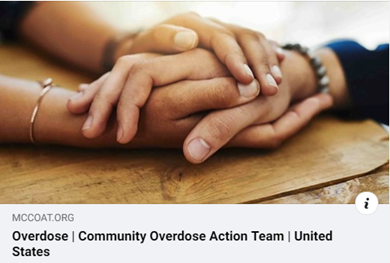 MCCOAT.ORG
Overdose | Community Overdose Action Team | United
States